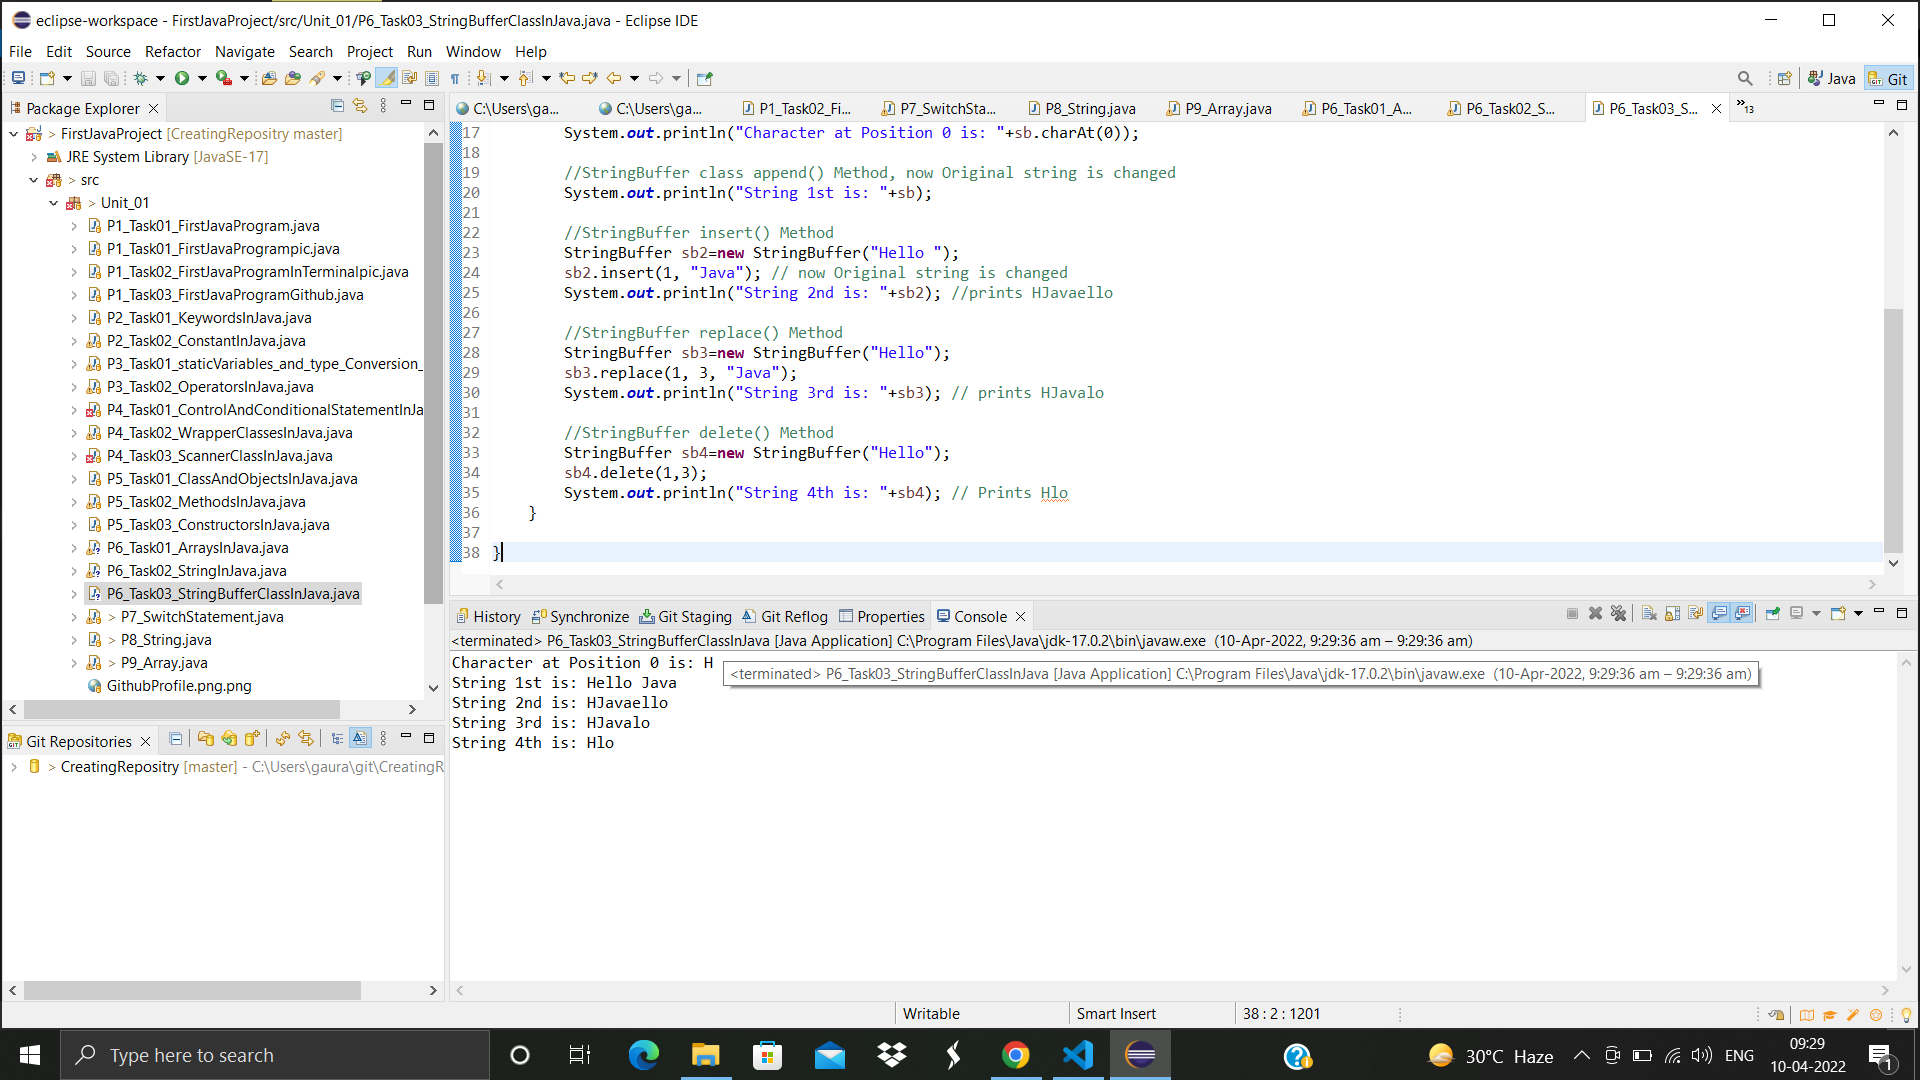 eclipse-workspace - FirstJavaProject/src/Unit_01/P6_Task03_StringBufferClassInJava.java - Eclipse IDE
File Edit Source Refactor Navigate Search Project Run Window Help
Java Git
Package Explorer
FirstJavaProject [CreatingRepositry master]
JRE System Library [JavaSE-17]
> src
> Unit_01
P1_Task01_FirstJavaProgram.java
P1_Task01_FirstJavaProgrampic.java
P1_Task02_FirstJavaProgramInTerminalpic.java
P1_Task03_FirstJavaProgramGithub.java
P2_Task01_KeywordsInJava.java
P2_Task02_ConstantInJava.java
P3_Task01_staticVariables_and_type_Conversion_
P3_Task02_OperatorsInJava.java
P4_Task01_ControlAndConditionalStatementInJa
P4_Task02_WrapperClassesInJava.java
P4_Task03_ScannerClassInJava.java
P5_Task01_ClassAndObjectsInJava.java
P5_Task02_MethodsInJava.java
P5_Task03_ConstructorsInJava.java
P6_Task01_ArraysInJava.java
P6_Task02_StringInJava.java
P6_Task03_StringBufferClassInJava.java
> P7_SwitchStatement.java
> P8_String.java
> P9_Array.java
GithubProfile.png.png
Git Repositories
> CreatingRepositry [master] - C:\Users\gaura\git\CreatingR
C:\Users\ga... C:\Users\ga... P1_Task02_Fi... P7_SwitchSta... P8_String.java P9_Array.java P6_Task01_A... P6_Task02_S... P6_Task03_S... »13
17 System.out.println("Character at Position 0 is: "+sb.charAt(0));
18
19 //StringBuffer class append() Method, now Original string is changed
20 System.out.println("String 1st is: "+sb);
21
22 //StringBuffer insert() Method
23 StringBuffer sb2=new StringBuffer("Hello ");
24 sb2.insert(1, "Java"); // now Original string is changed
25 System.out.println("String 2nd is: "+sb2); //prints HJavaello
26
27 //StringBuffer replace() Method
28 StringBuffer sb3=new StringBuffer("Hello");
29 sb3.replace(1, 3, "Java");
30 System.out.println("String 3rd is: "+sb3); // prints HJavalo
31
32 //StringBuffer delete() Method
33 StringBuffer sb4=new StringBuffer("Hello");
34 sb4.delete(1,3);
35 System.out.println("String 4th is: "+sb4); // Prints Hlo
36 }
37
38 }
History Synchronize Git Staging Git Reflog Properties Console
<terminated> P6_Task03_StringBufferClassInJava [Java Application] C:\Program Files\Java\jdk-17.0.2\bin\javaw.exe (10-Apr-2022, 9:29:36 am – 9:29:36 am)
Character at Position 0 is: H
<terminated> P6_Task03_StringBufferClassInJava [Java Application] C:\Program Files\Java\jdk-17.0.2\bin\javaw.exe (10-Apr-2022, 9:29:36 am – 9:29:36 am)
String 1st is: Hello Java
String 2nd is: HJavaello
String 3rd is: HJavalo
String 4th is: Hlo
Writable Smart Insert 38 : 2 : 1201
Type here to search
30°C Haze
ENG
09:29
10-04-2022
1